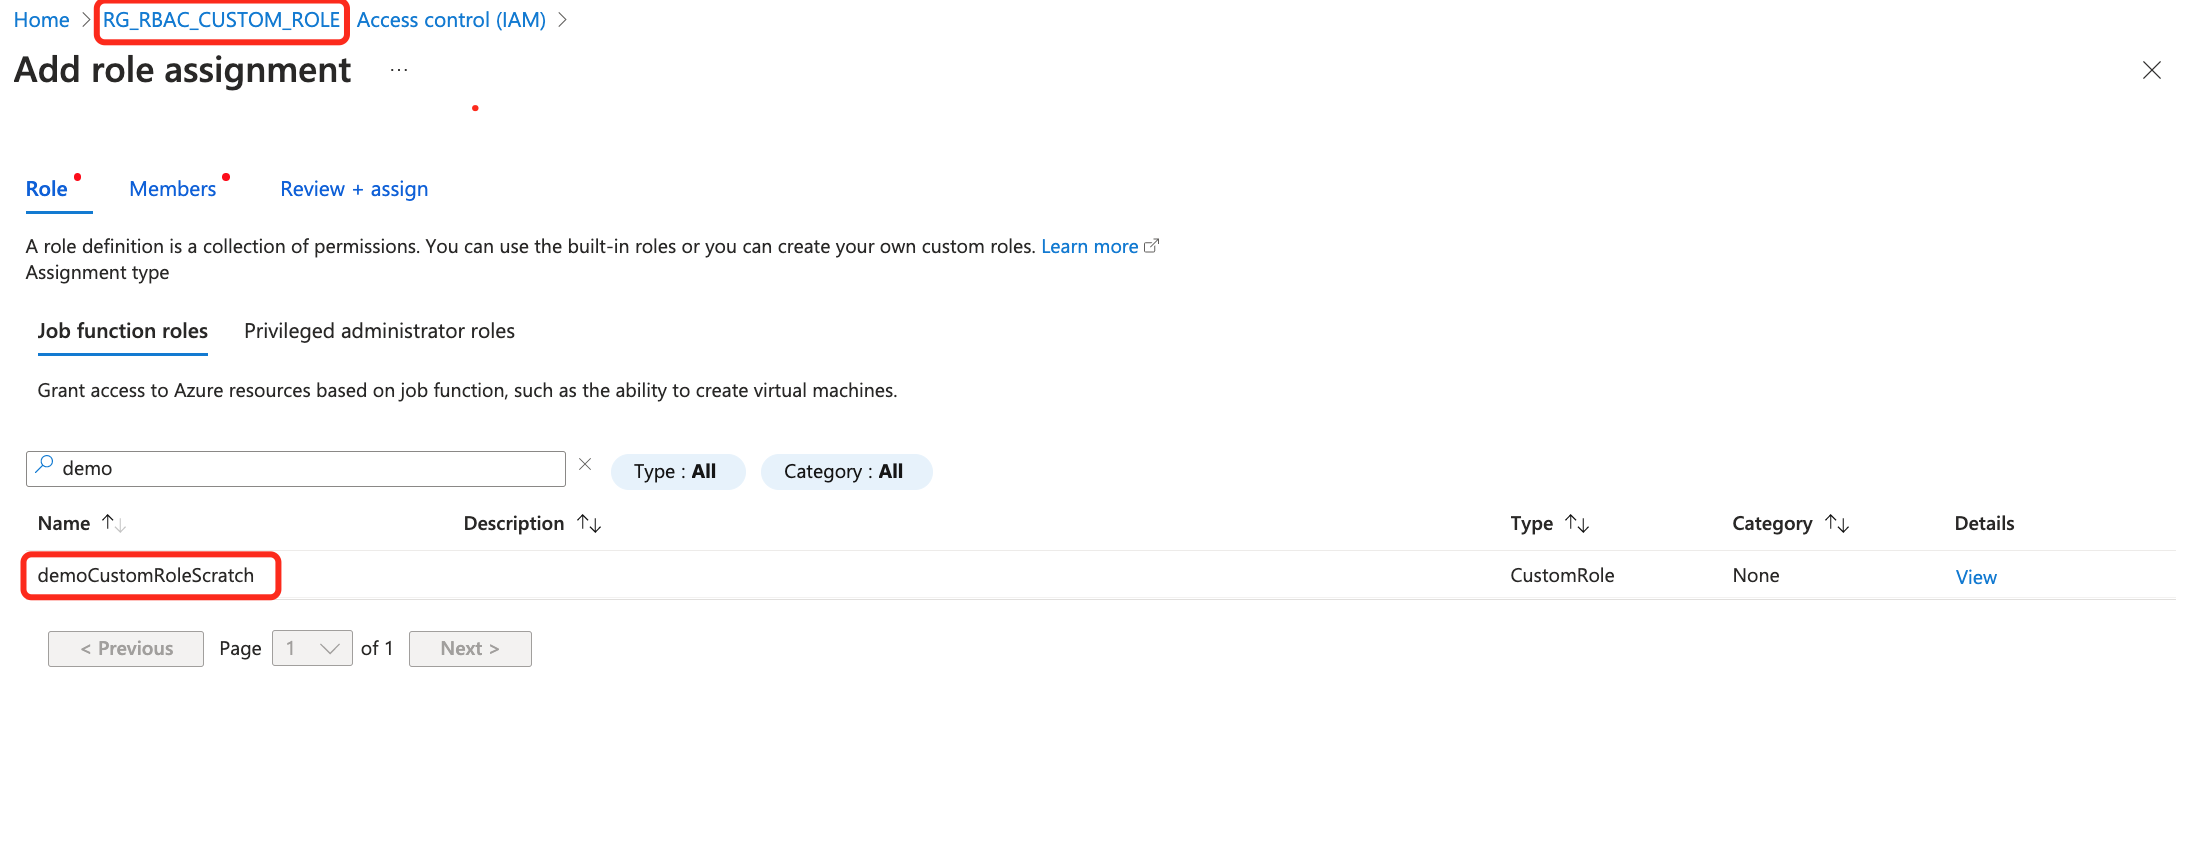 Home > RG_RBAC_CUSTOM_ROLE Access control (IAM) >
Add role assignment ...
Role Members Review + assign
A role definition is a collection of permissions. You can use the built-in roles or you can create your own custom roles. Learn more
Assignment type
Job function roles Privileged administrator roles
Grant access to Azure resources based on job function, such as the ability to create virtual machines.
demo Type : All Category : All
Name ↑↓ Description ↑↓ Type ↑↓ Category ↑↓ Details
demoCustomRoleScratch CustomRole None View
< Previous Page 1 of 1 Next >